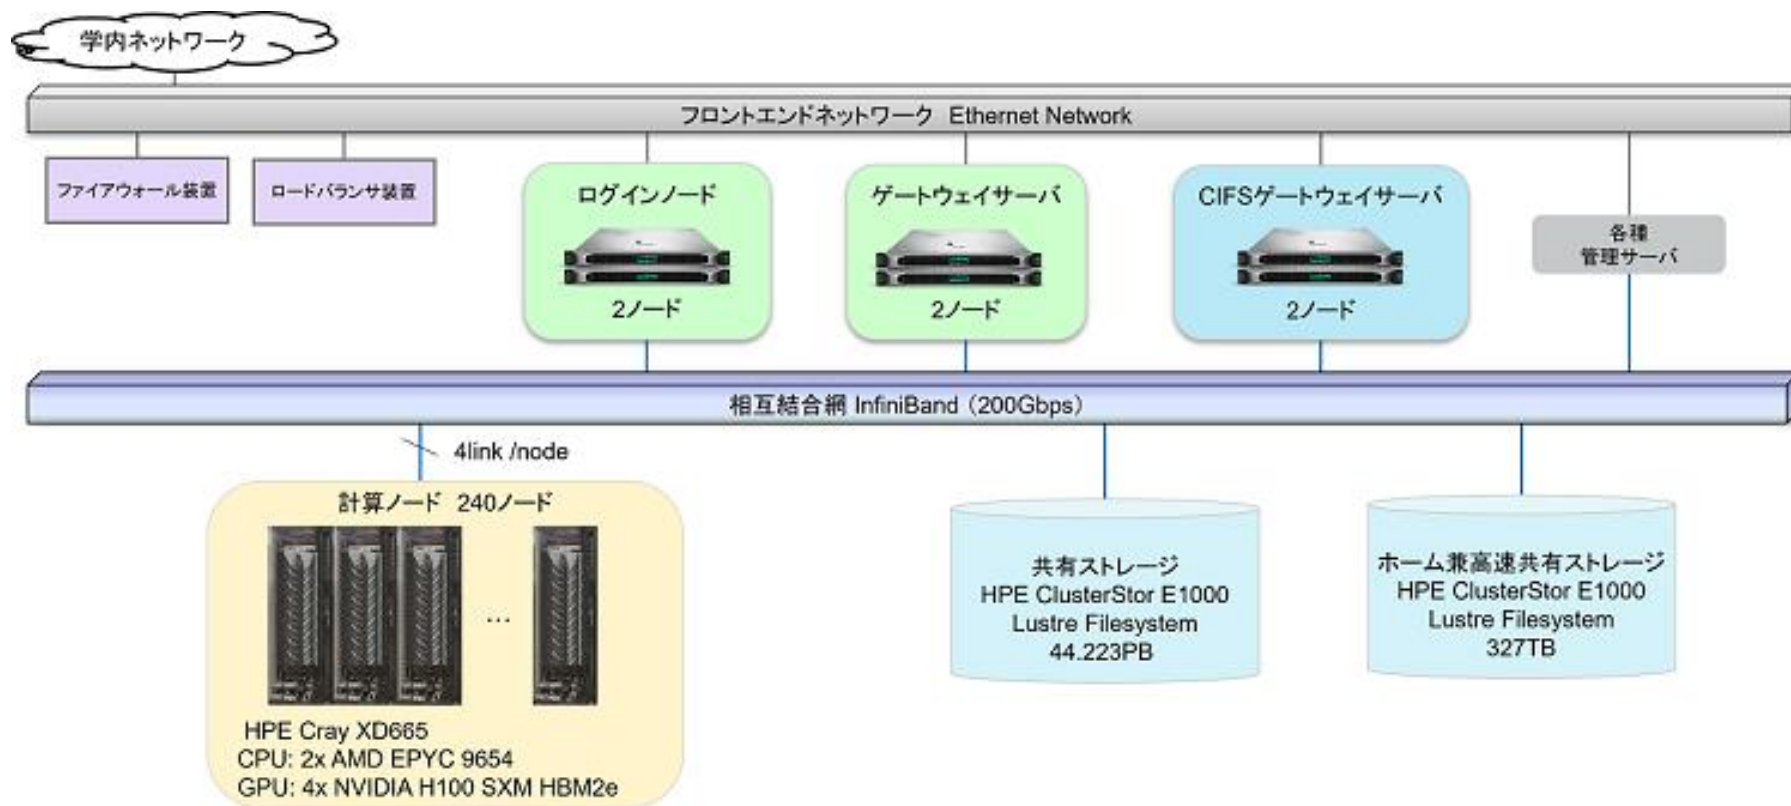 学内ネットワーク
フロントエンドネットワーク Ethernet Network
ファイアウォール装置
ロードバランサ装置
ログインノード
2ノード
ゲートウェイサーバ
2ノード
CIFSゲートウェイサーバ
2ノード
各種
管理サーバ
相互結合網 InfiniBand (200Gbps)
4link /node
計算ノード 240ノード
...
HPE Cray XD665
CPU: 2x AMD EPYC 9654
GPU: 4x NVIDIA H100 SXM HBM2e
共有ストレージ
HPE ClusterStor E1000
Lustre Filesystem
44.223PB
ホーム兼高速共有ストレージ
HPE ClusterStor E1000
Lustre Filesystem
327TB